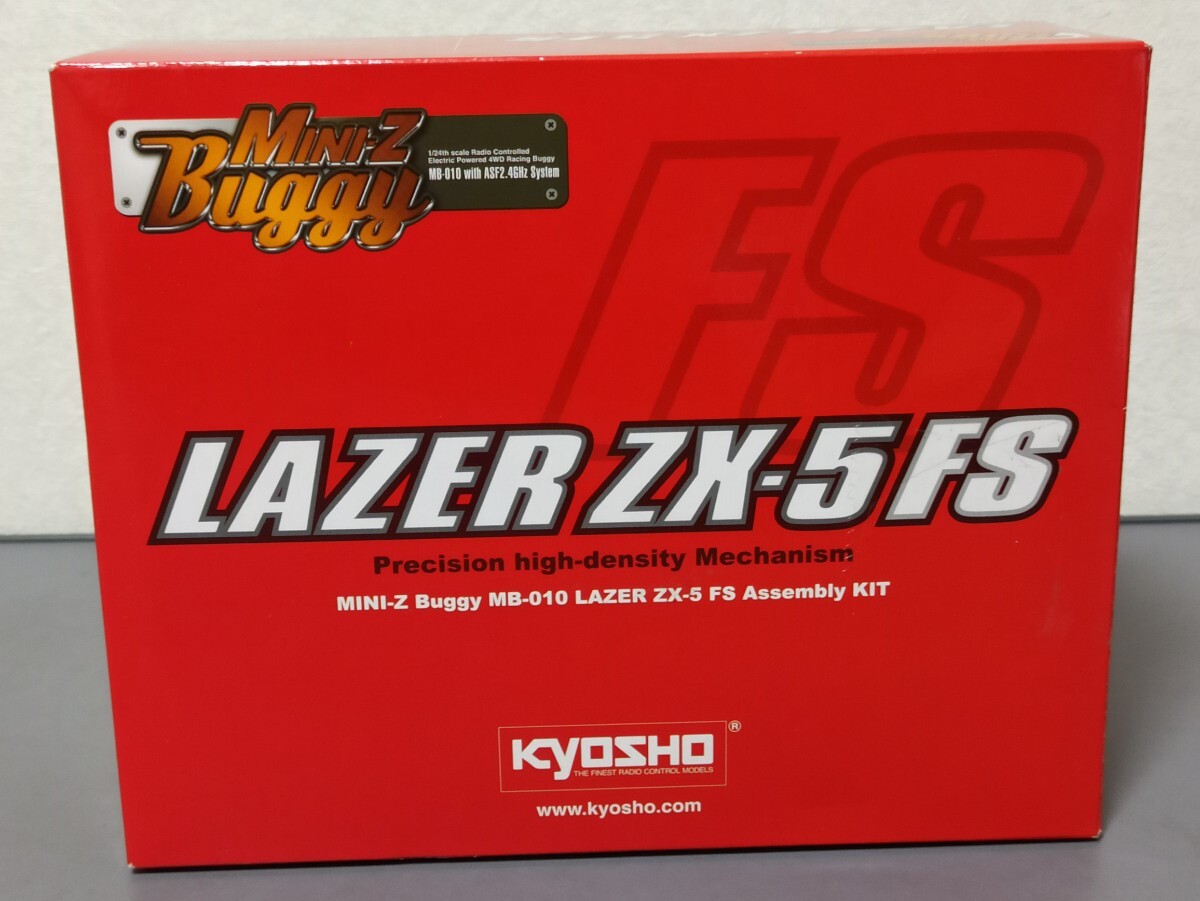 MINI-Z
Buggy
1/24th scale Radio Controlled
Electric Powered 4WD Racing Buggy
MB-010 with ASF2.4GHz System
FS
LAZER ZX-5 FS
Precision high-density Mechanism
MINI-Z Buggy MB-010 LAZER ZX-5 FS Assembly KIT
KYOSHO®
THE FINEST RADIO CONTROL MODELS
www.kyosho.com